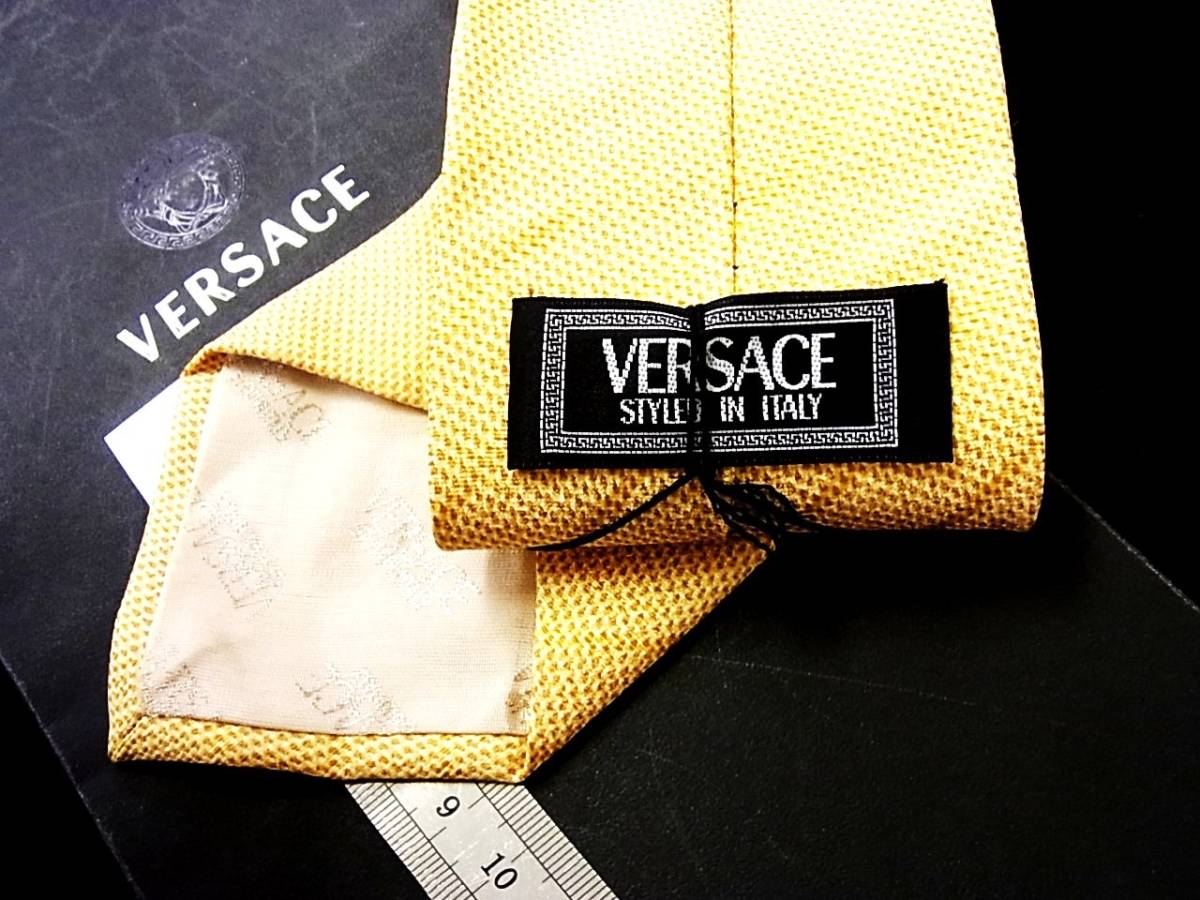 VERSACE
VERSACE
STYLED IN ITALY
9
10